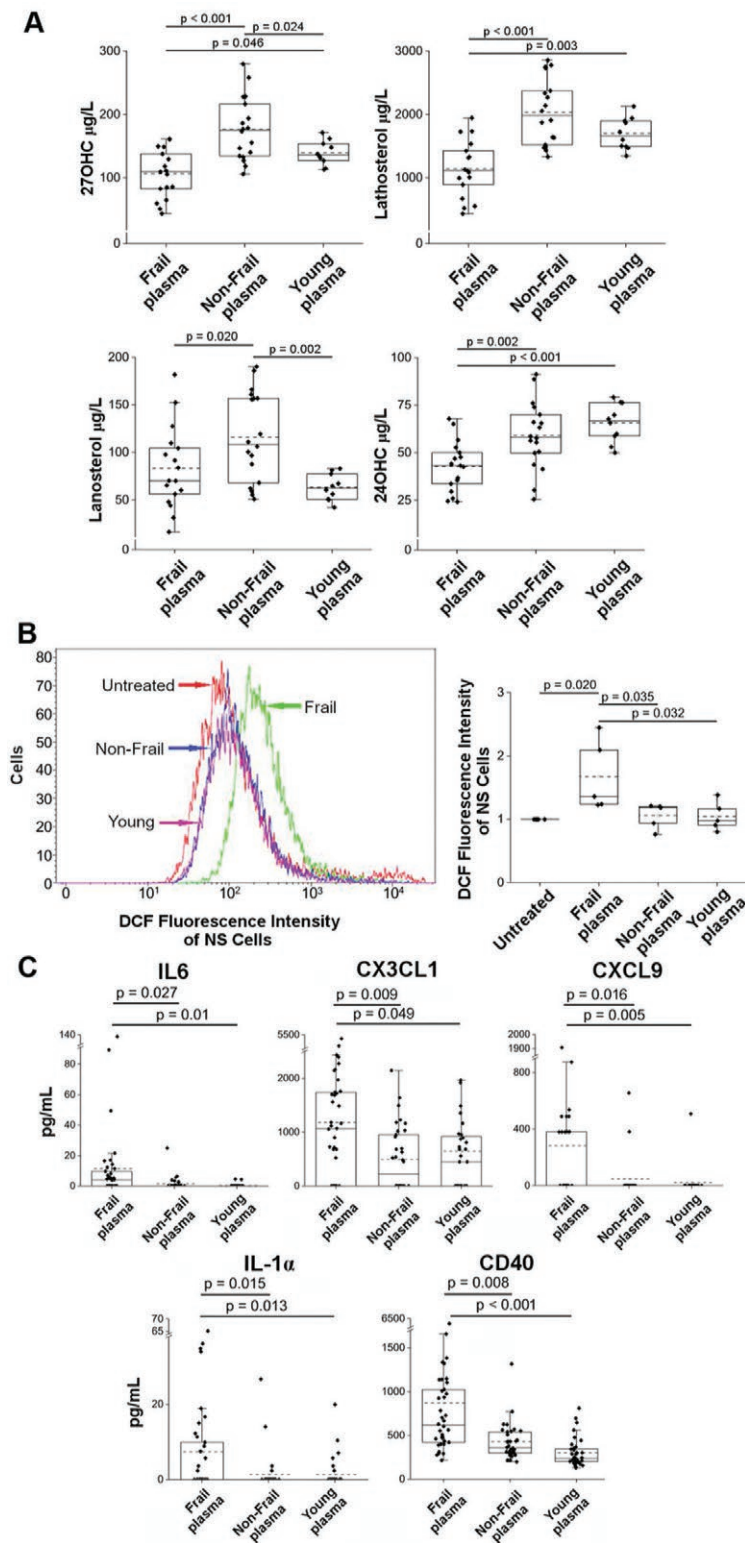 A
p < 0.001
p = 0.024
p = 0.046
300
200
100
0
27OHC µg/L
Frail plasma
Non-Frail plasma
Young plasma
p <0.001
p = 0.003
3000
2000
1000
0
Lathosterol µg/L
Frail plasma
Non-Frail plasma
Young plasma
p = 0.020
p = 0.002
200
150
100
50
0
Lanosterol µg/L
Frail plasma
Non-Frail plasma
Young plasma
p = 0.002
p < 0.001
100
75
50
25
0
24OHC µg/L
Frail plasma
Non-Frail plasma
Young plasma
B
80
70
60
50
40
30
20
10
0
Cells
Untreated
Frail
Non-Frail
Young
0 10¹ 10² 10³ 10⁴
DCF Fluorescence Intensity
of NS Cells
p = 0.020
p = 0.035
p = 0.032
3
2
1
0
DCF Fluorescence Intensity
of NS Cells
Untreated
Frail plasma
Non-Frail plasma
Young plasma
C
IL6
p = 0.027
p = 0.01
140
80
60
40
20
0
pg/mL
Frail plasma
Non-Frail plasma
Young plasma
CX3CL1
p = 0.009
p = 0.049
5500
2000
1000
0
Frail plasma
Non-Frail plasma
Young plasma
CXCL9
p = 0.016
p = 0.005
2000
1900
800
400
0
Frail plasma
Non-Frail plasma
Young plasma
IL-1α
p = 0.015
p = 0.013
70
65
20
0
pg/mL
Frail plasma
Non-Frail plasma
Young plasma
CD40
p = 0.008
p < 0.001
6500
1500
1000
500
0
Frail plasma
Non-Frail plasma
Young plasma